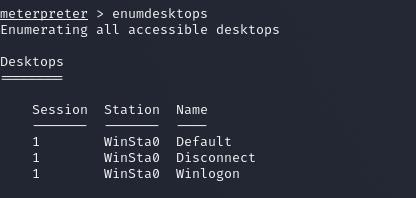 meterpreter > enumdesktops
Enumerating all accessible desktops
Desktops
========
Session  Station  Name
-------  -------  ----
1        WinSta0  Default
1        WinSta0  Disconnect
1        WinSta0  Winlogon